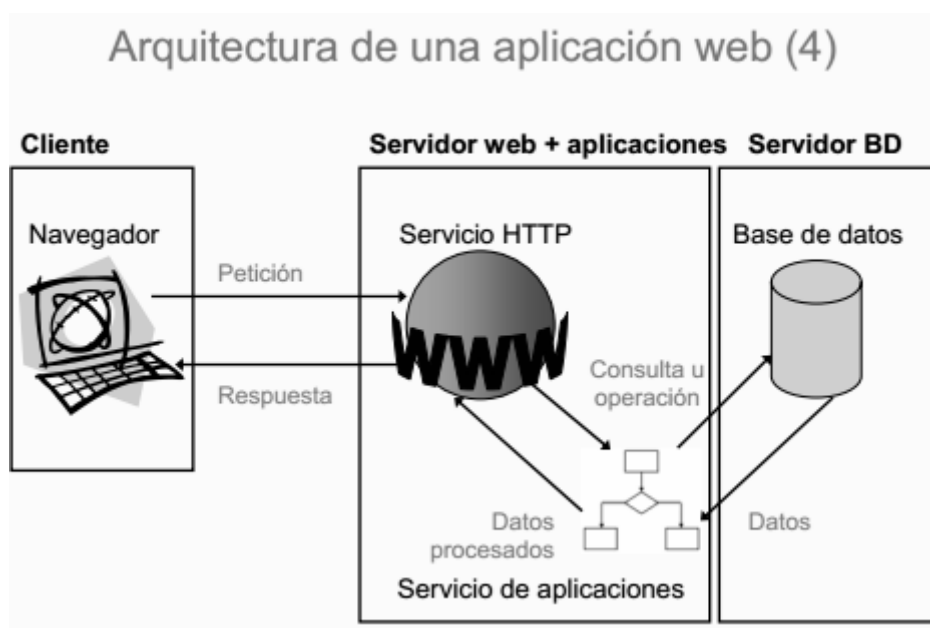 Arquitectura de una aplicación web (4)
Cliente
Servidor web + aplicaciones
Servidor BD
Navegador
Servicio HTTP
Base de datos
Petición
WWW
Respuesta
Consulta u
operación
Datos
procesados
Datos
Servicio de aplicaciones